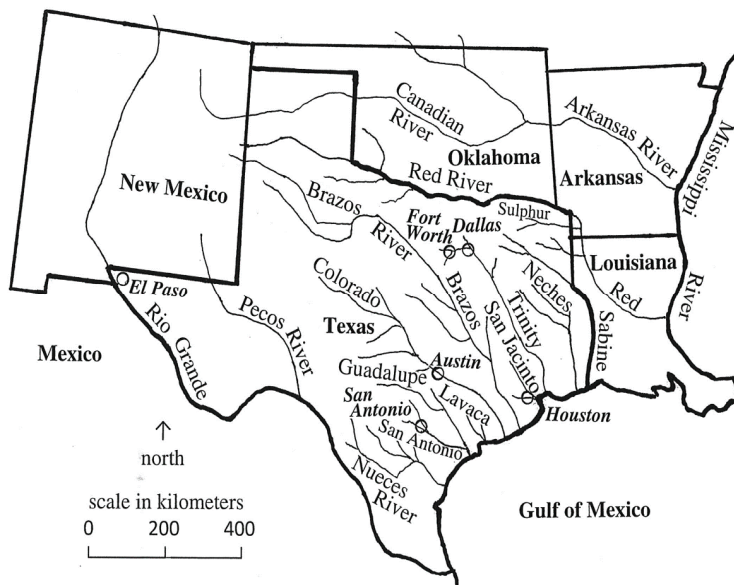 Canadian
River
Arkansas River
Mississippi
River
Oklahoma
Arkansas
New Mexico
Red River
Sulphur
Brazos
River
Fort
Worth
Dallas
Louisiana
Neches
Red
El Paso
Colorado
Brazos
Trinity
San Jacinto
Sabine
Rio Grande
Pecos River
Texas
Mexico
Austin
Guadalupe
Lavaca
San
Antonio
Houston
San Antonio
north
Nueces
River
scale in kilometers
0 200 400
Gulf of Mexico